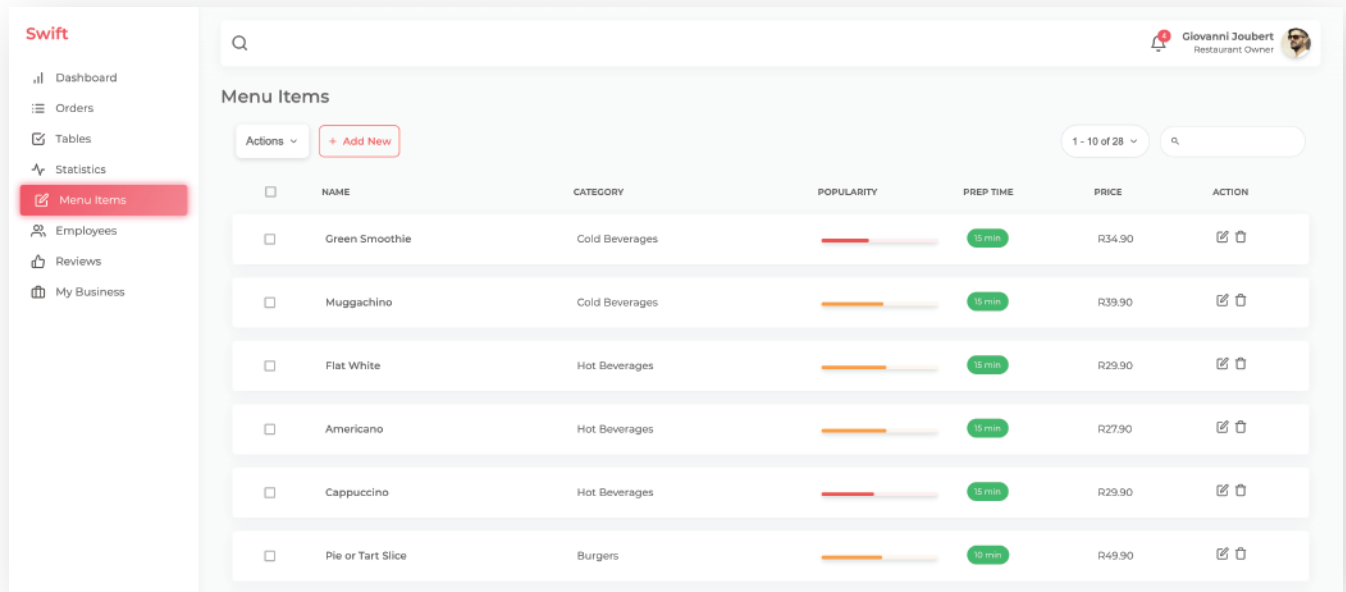 Swift
Dashboard
Orders
Tables
Statistics
Menu Items
Employees
Reviews
My Business
4
Giovanni Joubert
Restaurant Owner
Menu Items
Actions
+ Add New
1 - 10 of 28
NAME CATEGORY POPULARITY PREP TIME PRICE ACTION
Green Smoothie Cold Beverages 15 min R34.90
Muggachino Cold Beverages 15 min R39.90
Flat White Hot Beverages 15 min R29.90
Americano Hot Beverages 15 min R27.90
Cappuccino Hot Beverages 15 min R29.90
Pie or Tart Slice Burgers 10 min R49.90